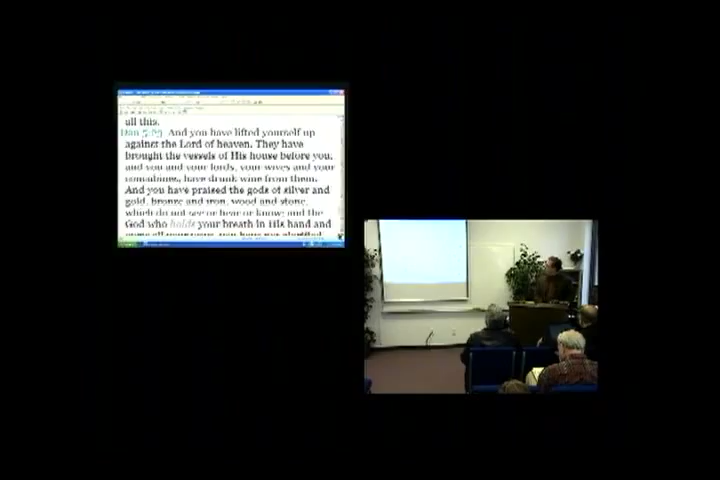 all this.
Dan 5:23 And you have lifted yourself up
against the Lord of heaven. They have
brought the vessels of His house before you,
and you and your lords, your wives and your
concubines, have drunk wine from them.
And you have praised the gods of silver and
gold, bronze and iron, wood and stone,
which do not see or hear or know; and the
God who holds your breath in His hand and